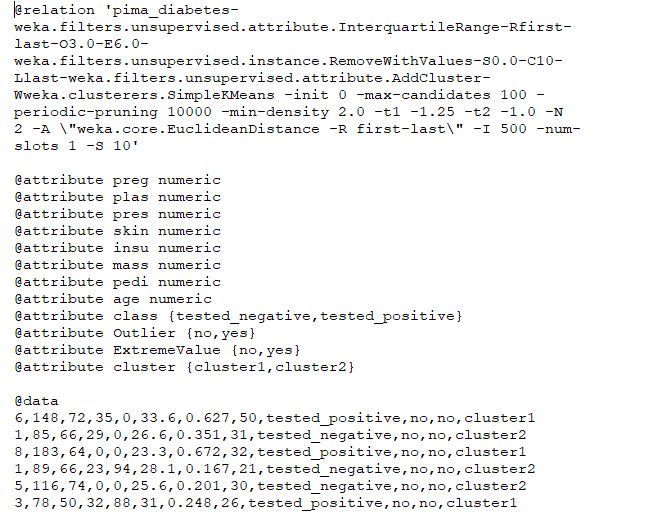 @relation 'pima_diabetes-
weka.filters.unsupervised.attribute.InterquartileRange-Rfirst-
last-O3.0-E6.0-
weka.filters.unsupervised.instance.RemoveWithValues-S0.0-C10-
Llast-weka.filters.unsupervised.attribute.AddCluster-
Wweka.clusterers.SimpleKMeans -init 0 -max-candidates 100 -
periodic-pruning 10000 -min-density 2.0 -t1 -1.25 -t2 -1.0 -N
2 -A \"weka.core.EuclideanDistance -R first-last\" -I 500 -num-
slots 1 -S 10'
@attribute preg numeric
@attribute plas numeric
@attribute pres numeric
@attribute skin numeric
@attribute insu numeric
@attribute mass numeric
@attribute pedi numeric
@attribute age numeric
@attribute class {tested_negative,tested_positive}
@attribute Outlier {no,yes}
@attribute ExtremeValue {no,yes}
@attribute cluster {cluster1,cluster2}
@data
6,148,72,35,0,33.6,0.627,50,tested_positive,no,no,cluster1
1,85,66,29,0,26.6,0.351,31,tested_negative,no,no,cluster2
8,183,64,0,0,23.3,0.672,32,tested_positive,no,no,cluster1
1,89,66,23,94,28.1,0.167,21,tested_negative,no,no,cluster2
5,116,74,0,0,25.6,0.201,30,tested_negative,no,no,cluster2
3,78,50,32,88,31,0.248,26,tested_positive,no,no,cluster1